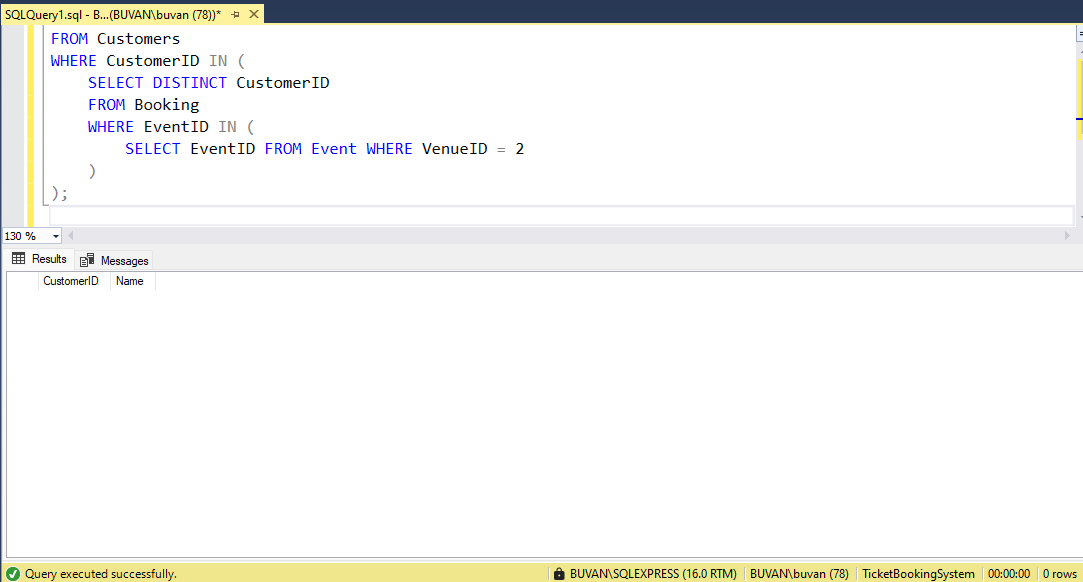 SQLQuery1.sql - B...(BUVAN\buvan (78))*
FROM Customers
WHERE CustomerID IN (
    SELECT DISTINCT CustomerID
    FROM Booking
    WHERE EventID IN (
        SELECT EventID FROM Event WHERE VenueID = 2
    )
);
130 %
Results Messages
CustomerID Name
Query executed successfully. BUVAN\SQLEXPRESS (16.0 RTM) BUVAN\buvan (78) TicketBookingSystem 00:00:00 0 rows